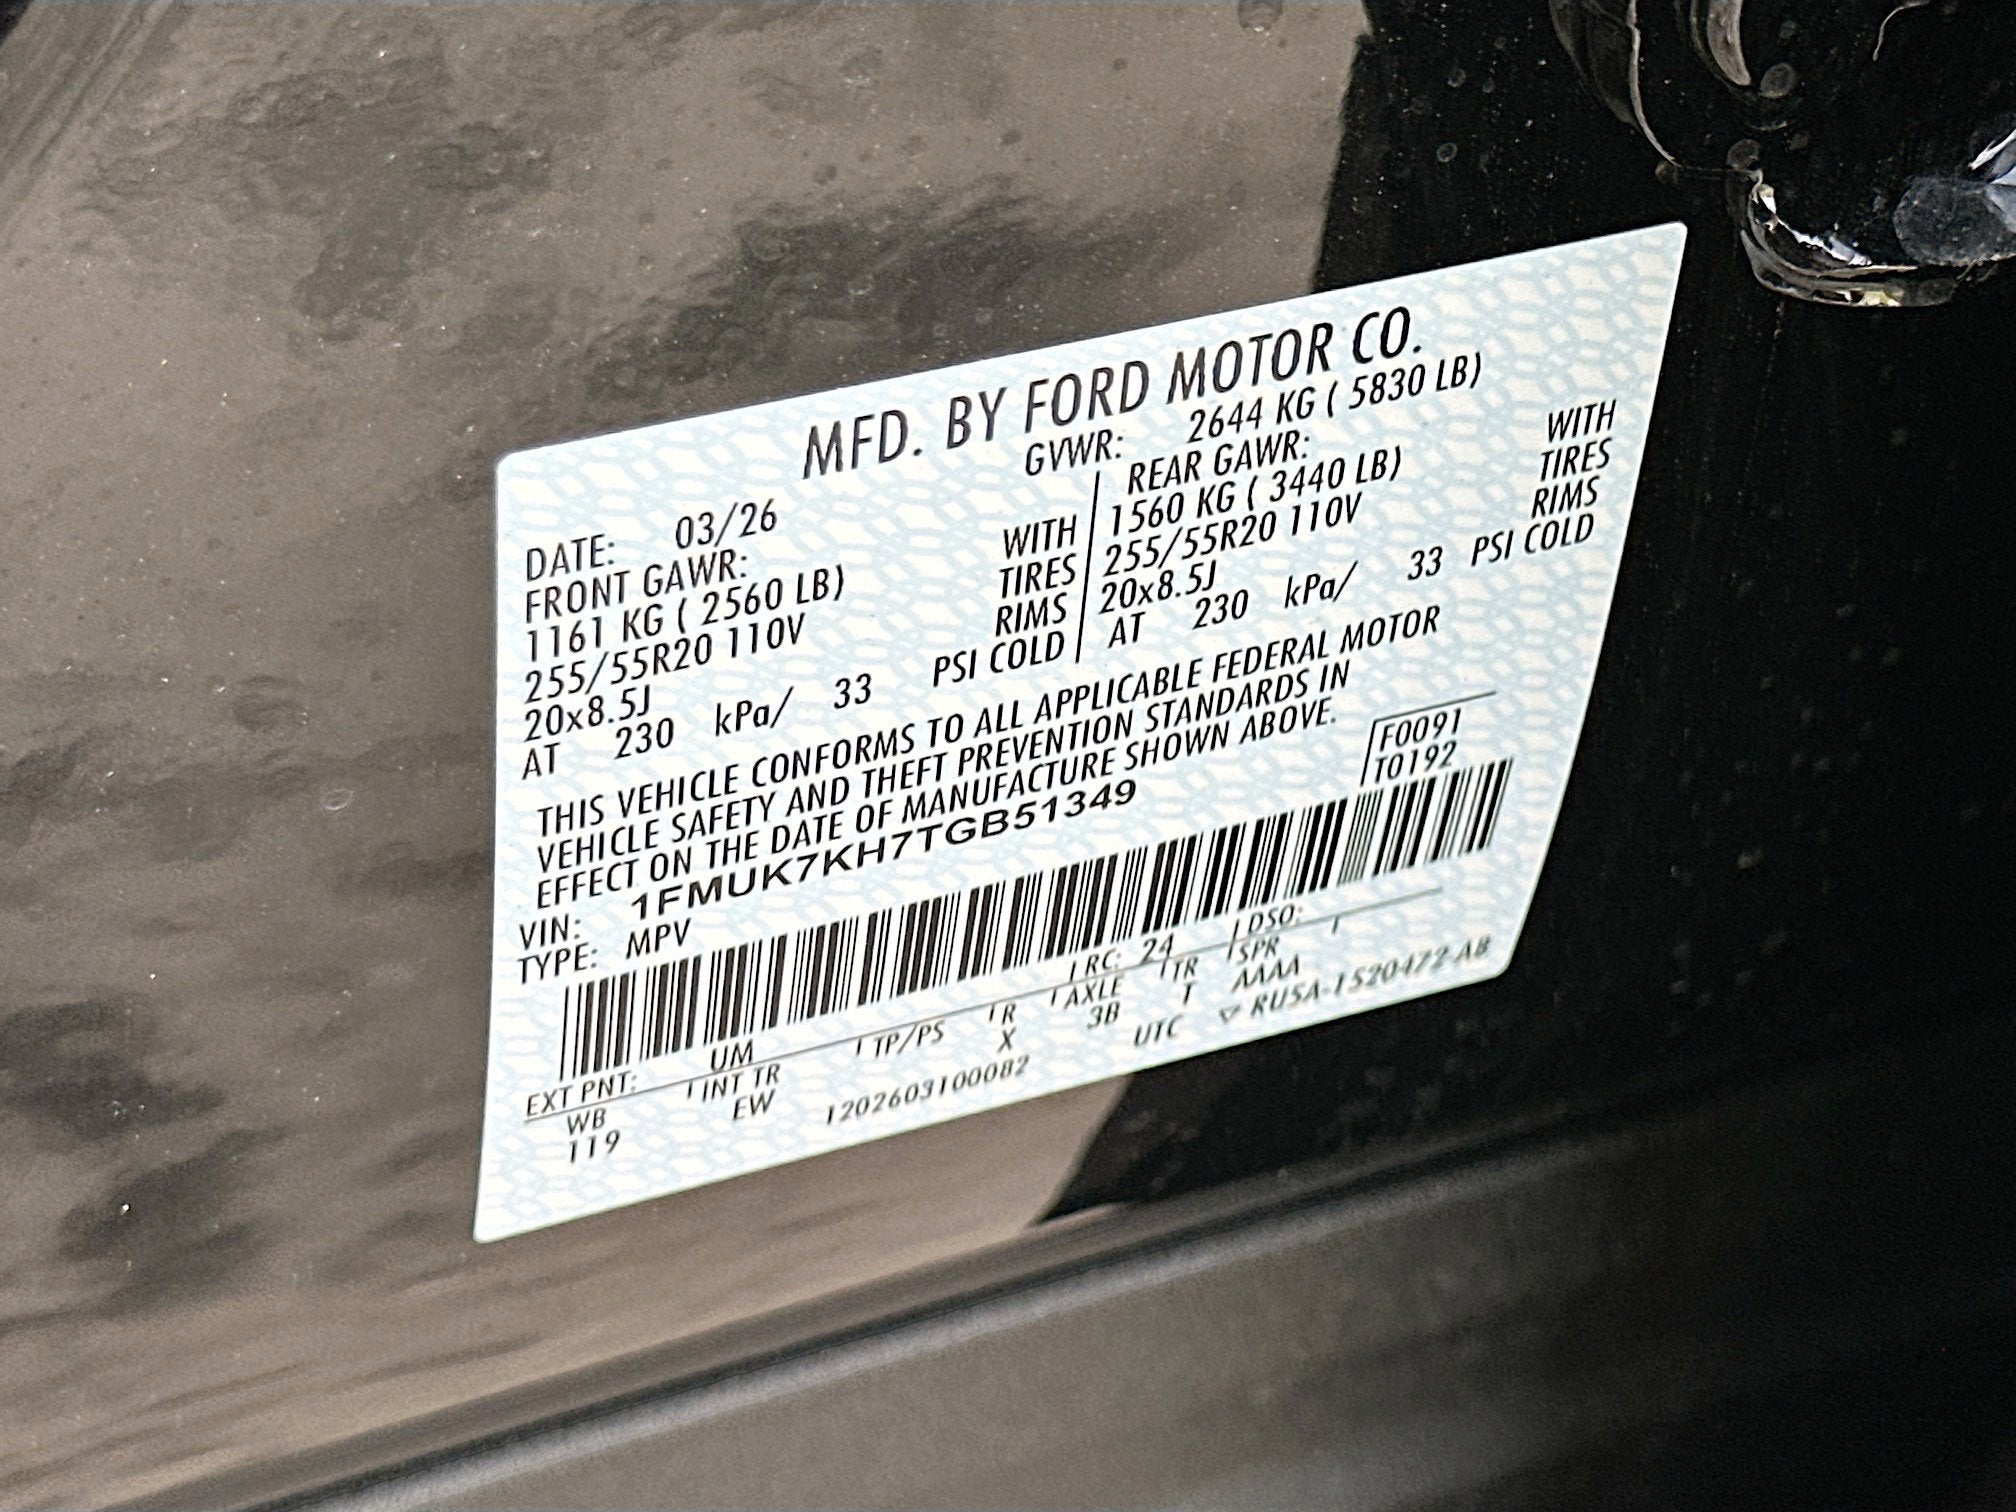 MFD. BY FORD MOTOR CO.
DATE: 03/26 GVWR: 2644 KG ( 5830 LB)
FRONT GAWR: REAR GAWR:
1161 KG ( 2560 LB) WITH 1560 KG ( 3440 LB) WITH
255/55R20 110V TIRES 255/55R20 110V TIRES
20x8.5J RIMS 20x8.5J RIMS
AT 230 kPa/ 33 PSI COLD AT 230 kPa/ 33 PSI COLD
THIS VEHICLE CONFORMS TO ALL APPLICABLE FEDERAL MOTOR
VEHICLE SAFETY AND THEFT PREVENTION STANDARDS IN
EFFECT ON THE DATE OF MANUFACTURE SHOWN ABOVE.
VIN: 1FMUK7KH7TGB51349 F0091
TYPE: MPV T0192
EXT PNT: UM RC: 24 DSO:
WB INT TR TP/PS R AXLE TR SPR
119 EW X 3B T AAAA
1202603100082 UTC ▽ RU5A-1520472-AB